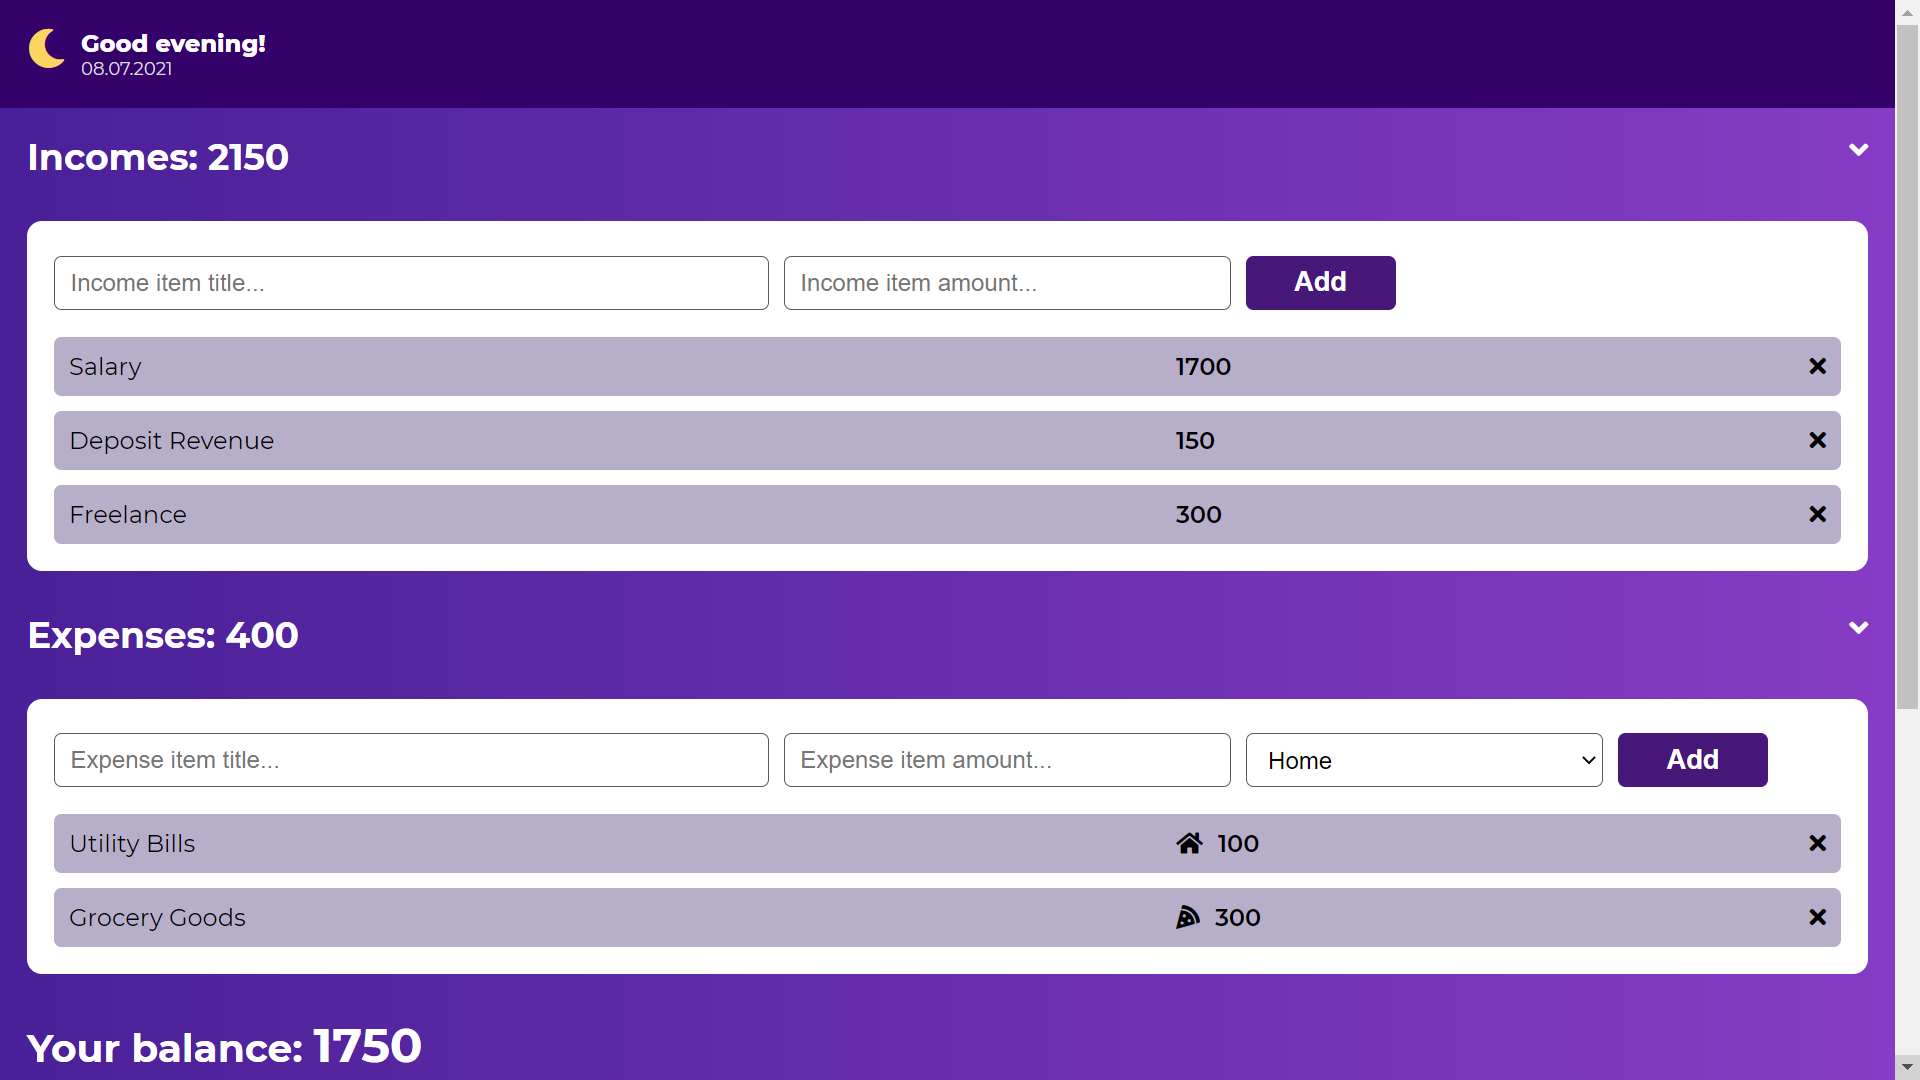 Good evening!
08.07.2021
Incomes: 2150
Income item title... Income item amount... Add
Salary 1700
Deposit Revenue 150
Freelance 300
Expenses: 400
Expense item title... Expense item amount... Home Add
Utility Bills 100
Grocery Goods 300
Your balance: 1750